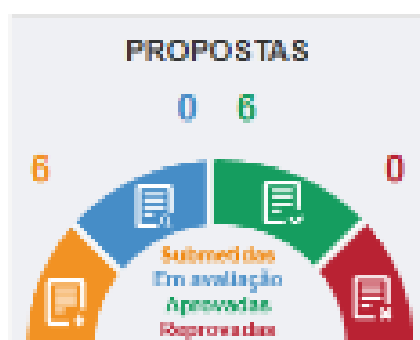 PROPOSTAS
0 6
6 0
Submetidas
Em avaliação
Aprovadas
Reprovadas